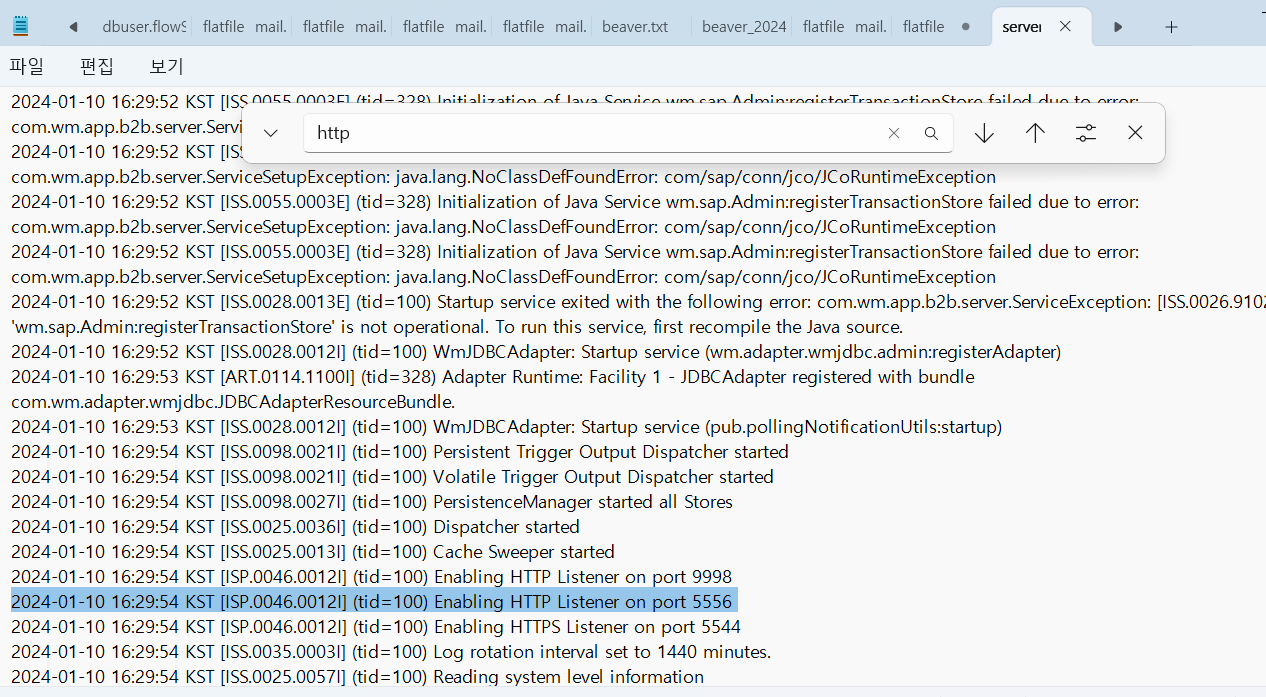 dbuser.flowS
flatfile mail.
flatfile mail.
flatfile mail.
flatfile mail.
beaver.txt
beaver_2024
flatfile mail.
flatfile
server
파일 편집 보기
http
2024-01-10 16:29:52 KST [ISS.0055.0003E] (tid=328) Initialization of Java Service wm.sap.Admin:registerTransactionStore failed due to error:
com.wm.app.b2b.server.Servi
2024-01-10 16:29:52 KST [IS
com.wm.app.b2b.server.ServiceSetupException: java.lang.NoClassDefFoundError: com/sap/conn/jco/JCoRuntimeException
2024-01-10 16:29:52 KST [ISS.0055.0003E] (tid=328) Initialization of Java Service wm.sap.Admin:registerTransactionStore failed due to error:
com.wm.app.b2b.server.ServiceSetupException: java.lang.NoClassDefFoundError: com/sap/conn/jco/JCoRuntimeException
2024-01-10 16:29:52 KST [ISS.0055.0003E] (tid=328) Initialization of Java Service wm.sap.Admin:registerTransactionStore failed due to error:
com.wm.app.b2b.server.ServiceSetupException: java.lang.NoClassDefFoundError: com/sap/conn/jco/JCoRuntimeException
2024-01-10 16:29:52 KST [ISS.0028.0013E] (tid=100) Startup service exited with the following error: com.wm.app.b2b.server.ServiceException: [ISS.0026.9102
'wm.sap.Admin:registerTransactionStore' is not operational. To run this service, first recompile the Java source.
2024-01-10 16:29:52 KST [ISS.0028.0012I] (tid=100) WmJDBCAdapter: Startup service (wm.adapter.wmjdbc.admin:registerAdapter)
2024-01-10 16:29:53 KST [ART.0114.1100I] (tid=328) Adapter Runtime: Facility 1 - JDBCAdapter registered with bundle
com.wm.adapter.wmjdbc.JDBCAdapterResourceBundle.
2024-01-10 16:29:53 KST [ISS.0028.0012I] (tid=100) WmJDBCAdapter: Startup service (pub.pollingNotificationUtils:startup)
2024-01-10 16:29:54 KST [ISS.0098.0021I] (tid=100) Persistent Trigger Output Dispatcher started
2024-01-10 16:29:54 KST [ISS.0098.0021I] (tid=100) Volatile Trigger Output Dispatcher started
2024-01-10 16:29:54 KST [ISS.0098.0027I] (tid=100) PersistenceManager started all Stores
2024-01-10 16:29:54 KST [ISS.0025.0036I] (tid=100) Dispatcher started
2024-01-10 16:29:54 KST [ISS.0025.0013I] (tid=100) Cache Sweeper started
2024-01-10 16:29:54 KST [ISP.0046.0012I] (tid=100) Enabling HTTP Listener on port 9998
2024-01-10 16:29:54 KST [ISP.0046.0012I] (tid=100) Enabling HTTP Listener on port 5556
2024-01-10 16:29:54 KST [ISP.0046.0012I] (tid=100) Enabling HTTPS Listener on port 5544
2024-01-10 16:29:54 KST [ISS.0035.0003I] (tid=100) Log rotation interval set to 1440 minutes.
2024-01-10 16:29:54 KST [ISS.0025.0057I] (tid=100) Reading system level information